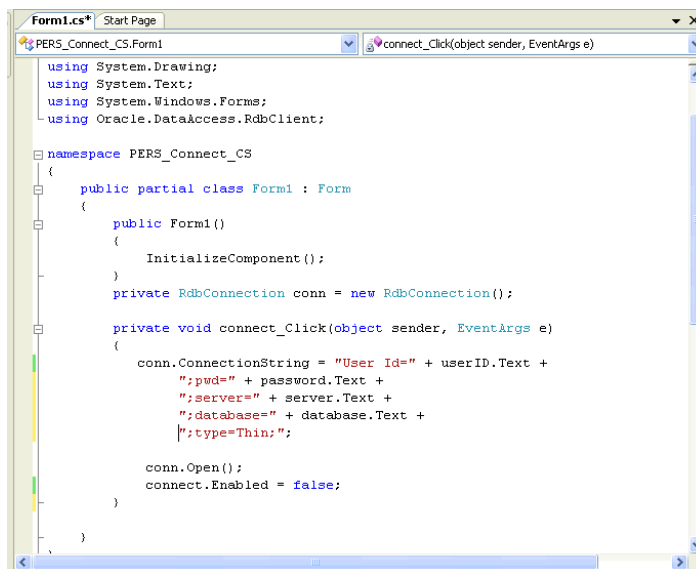 Form1.cs* Start Page
PERS_Connect_CS.Form1 connect_Click(object sender, EventArgs e)
using System.Drawing;
using System.Text;
using System.Windows.Forms;
using Oracle.DataAccess.RdbClient;
namespace PERS_Connect_CS
{
public partial class Form1 : Form
{
public Form1()
{
InitializeComponent();
}
private RdbConnection conn = new RdbConnection();
private void connect_Click(object sender, EventArgs e)
{
conn.ConnectionString = "User Id=" + userID.Text +
";pwd=" + password.Text +
";server=" + server.Text +
";database=" + database.Text +
";type=Thin;";
conn.Open();
connect.Enabled = false;
}
}